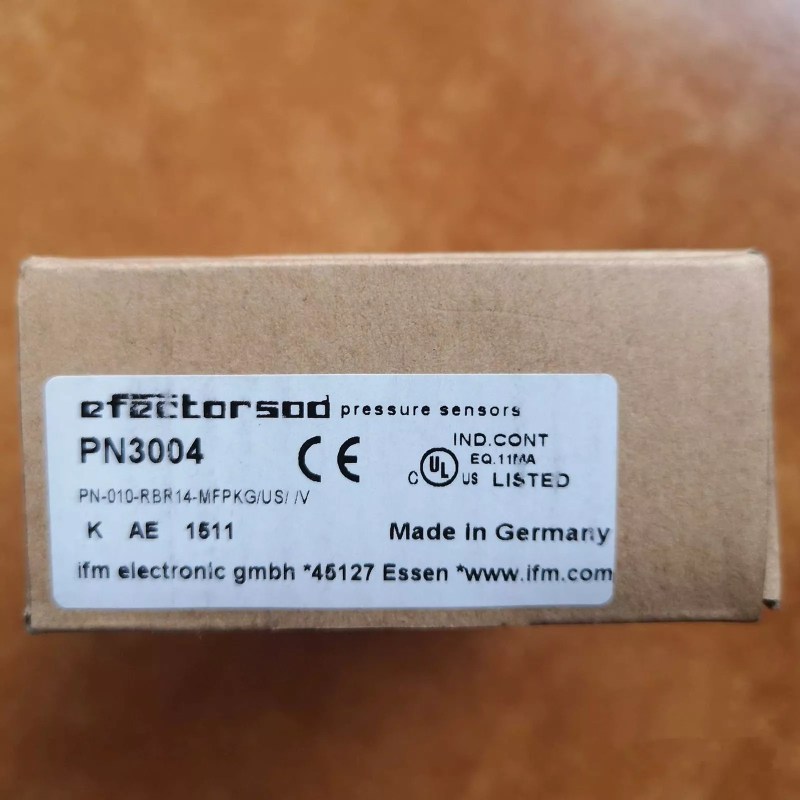 efectorsod pressure sensors
PN3004
CE
IND.CONT
EQ.11MA
C UL US LISTED
PN-010-RBR14-MFPKG/US/ /V
K AE 1511
Made in Germany
ifm electronic gmbh *45127 Essen *www.ifm.com